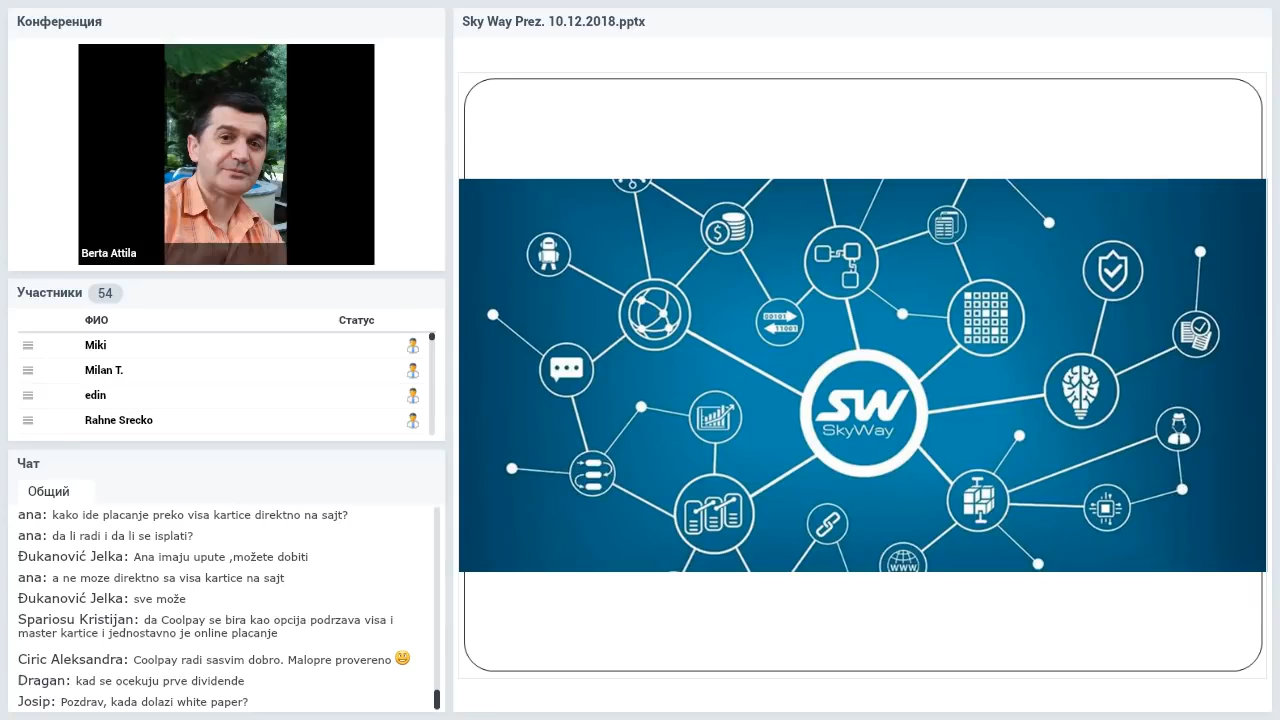 Конференция
Berta Attila
Участники 54
ФИО Статус
Miki
Milan T.
edin
Rahne Srecko
Чат
Общий
ana: kako ide placanje preko visa kartice direktno na sajt?
ana: da li radi i da li se isplati?
Đukanović Jelka: Ana imaju upute ,možete dobiti
ana: a ne moze direktno sa visa kartice na sajt
Đukanović Jelka: sve može
Spariosu Kristijan: da Coolpay se bira kao opcija podrzava visa i
master kartice i jednostavno je online placanje
Ciric Aleksandra: Coolpay radi sasvim dobro. Malopre provereno
Dragan: kad se ocekuju prve dividende
Josip: Pozdrav, kada dolazi white paper?
Sky Way Prez. 10.12.2018.pptx
$
00101
11001
SW
SkyWay
WWW